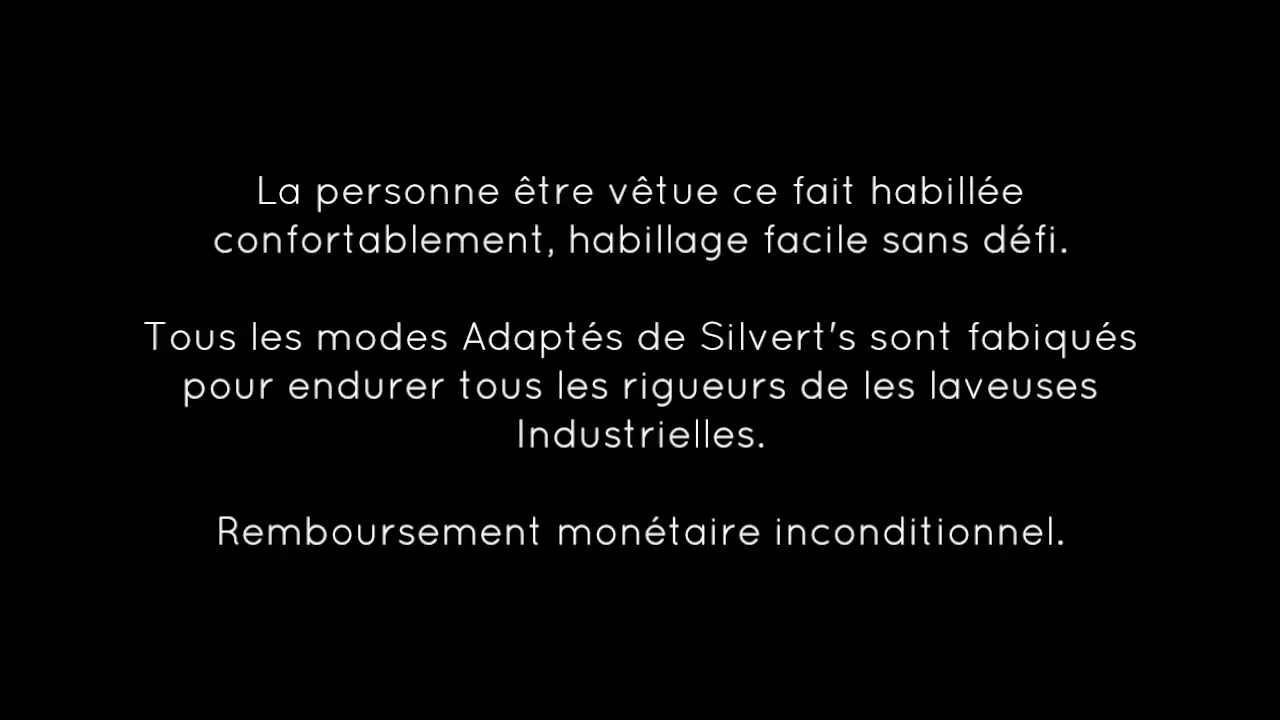 La personne être vêtue ce fait habillée
confortablement, habillage facile sans défi.
Tous les modes Adaptés de Silvert's sont fabiqués
pour endurer tous les rigueurs de les laveuses
Industrielles.
Remboursement monétaire inconditionnel.